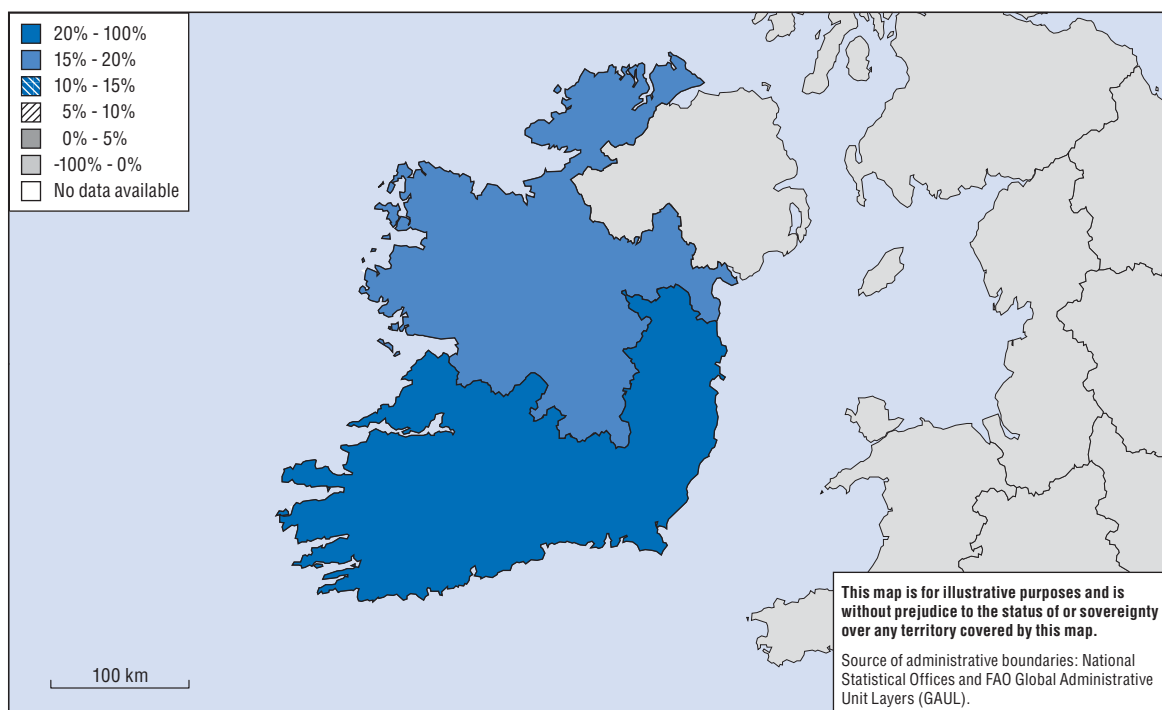 20% - 100%
15% - 20%
10% - 15%
5% - 10%
0% - 5%
-100% - 0%
No data available
100 km
This map is for illustrative purposes and is
without prejudice to the status of or sovereignty
over any territory covered by this map.
Source of administrative boundaries: National
Statistical Offices and FAO Global Administrative
Unit Layers (GAUL).